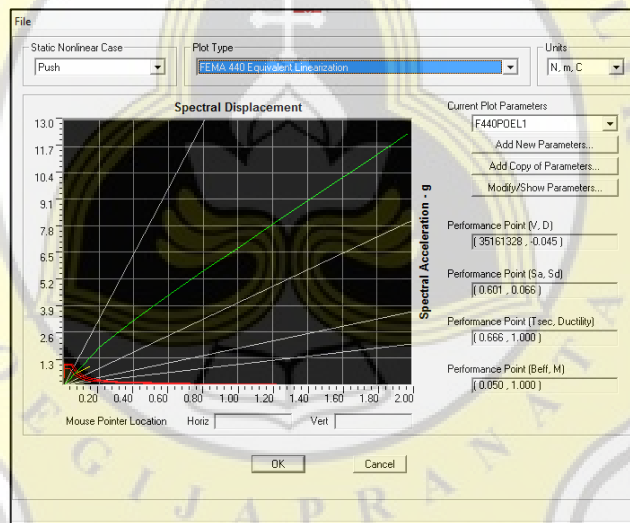 File
Static Nonlinear Case
Push
Plot Type
FEMA 440 Equivalent Linearization
Units
N, m, C
Spectral Displacement
13.0
11.7
10.4
9.1
7.8
6.5
5.2
3.9
2.6
1.3
0.20 0.40 0.60 0.80 1.00 1.20 1.40 1.60 1.80 2.00
Spectral Acceleration - g
Current Plot Parameters
F440POEL1
Add New Parameters...
Add Copy of Parameters...
Modify/Show Parameters...
Performance Point (V, D)
( 35161328 , -0.045 )
Performance Point (Sa, Sd)
( 0.601 , 0.066 )
Performance Point (Tsec, Ductility)
( 0.666 , 1.000 )
Performance Point (Beff, M)
( 0.050 , 1.000 )
Mouse Pointer Location Horiz Vert
OK Cancel
EGIJAPRANATA